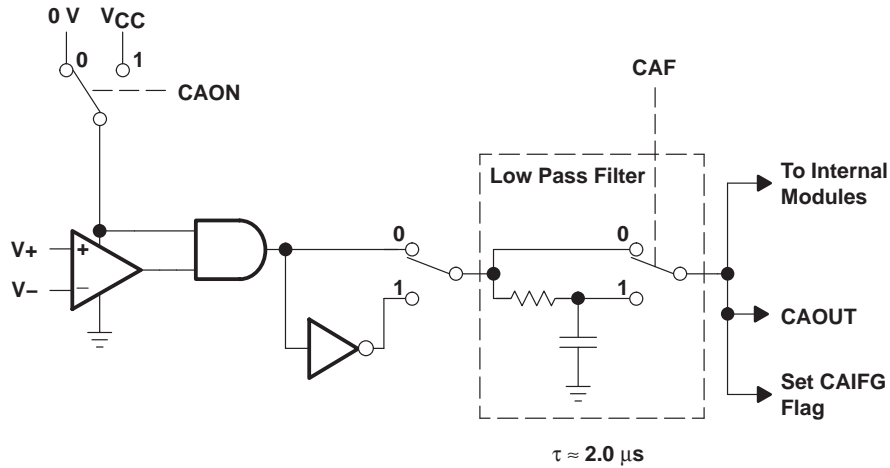 0 V VCC
0 1
CAON
CAF
Low Pass Filter
To Internal
Modules
V+ +
V− −
0
1
0
1
CAOUT
Set CAIFG
Flag
τ ≈ 2.0 μs